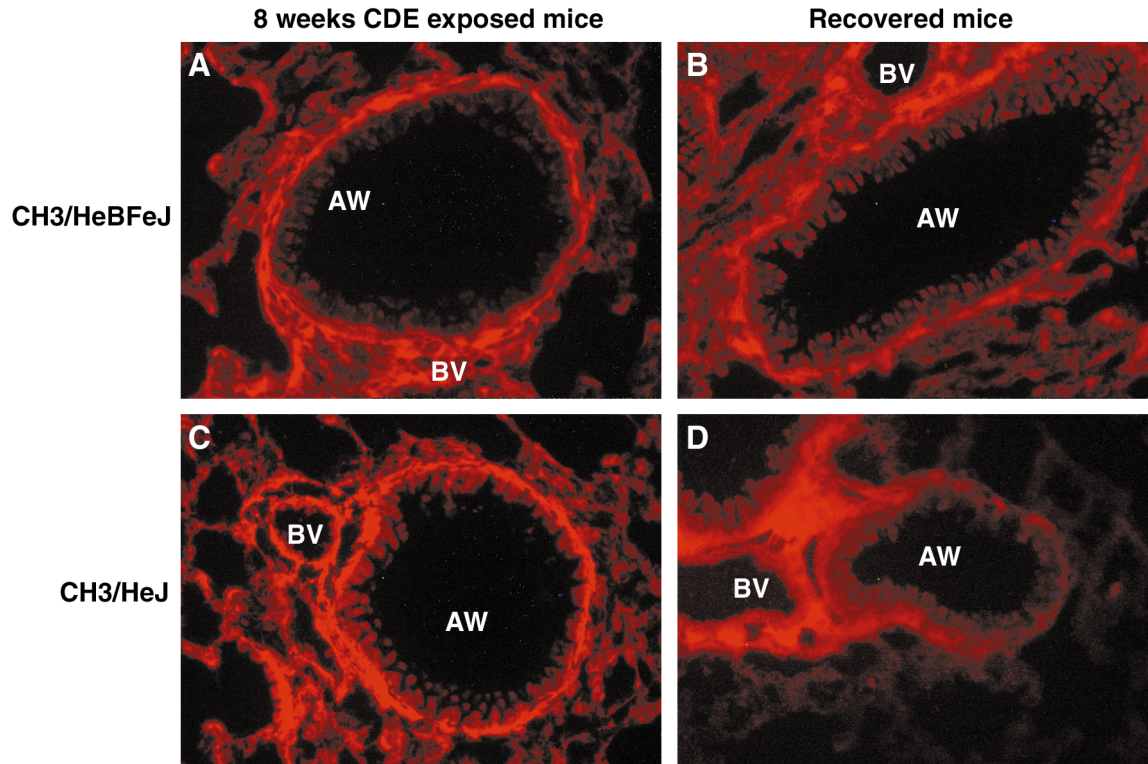 8 weeks CDE exposed mice
Recovered mice
CH3/HeBFeJ
A
AW
BV
B
BV
AW
CH3/HeJ
C
BV
AW
D
AW
BV